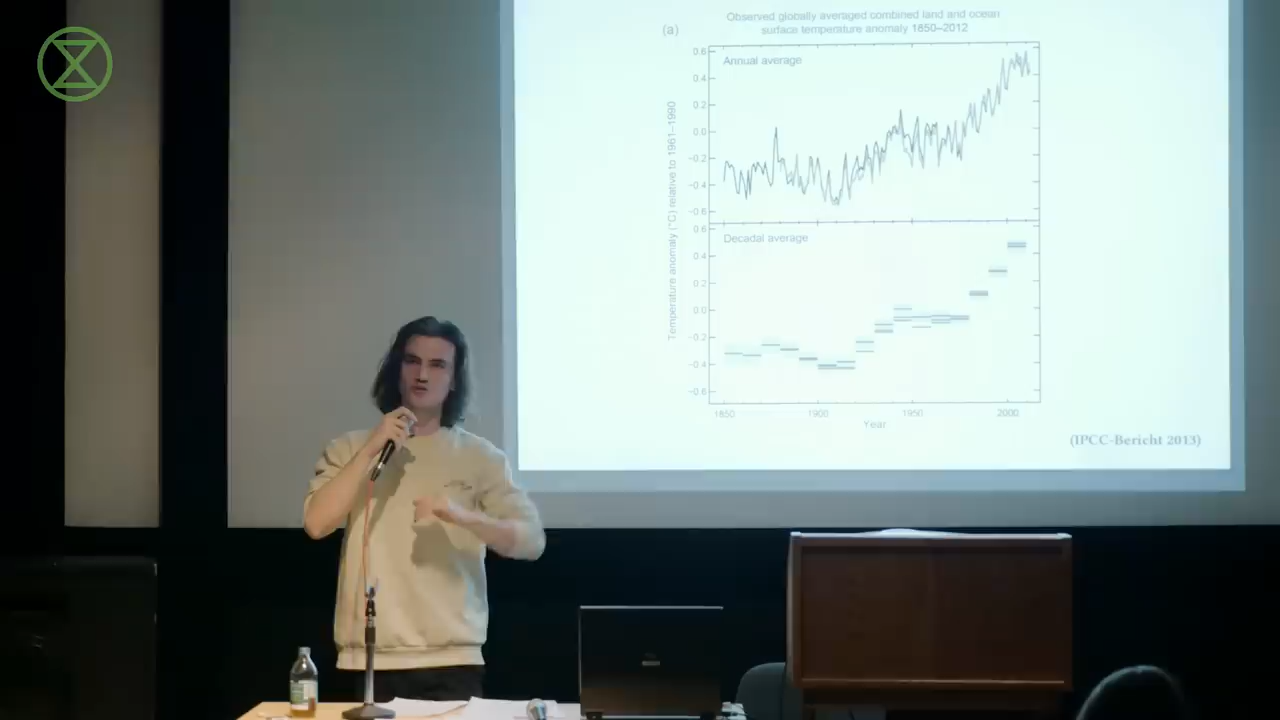 Observed globally averaged combined land and ocean
surface temperature anomaly 1850–2012
(a)
Temperature anomaly (°C) relative to 1961–1990
0.6
Annual average
0.4
0.2
0.0
−0.2
−0.4
−0.6
0.6
Decadal average
0.4
0.2
0.0
−0.2
−0.4
−0.6
1850 1900 1950 2000
Year
(IPCC-Bericht 2013)